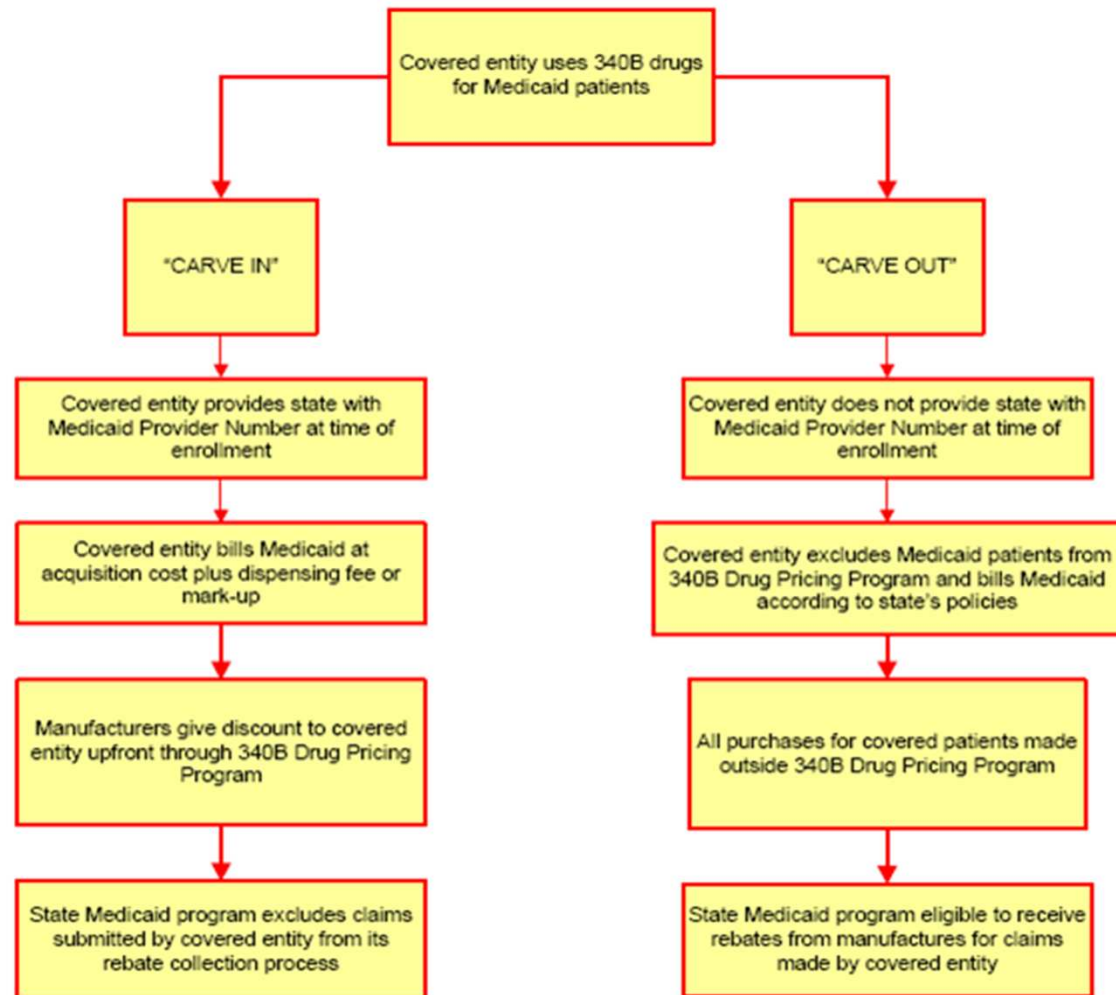 Covered entity uses 340B drugs
for Medicaid patients
“CARVE IN”
Covered entity provides state with
Medicaid Provider Number at time of
enrollment
Covered entity bills Medicaid at
acquisition cost plus dispensing fee or
mark-up
Manufacturers give discount to covered
entity upfront through 340B Drug Pricing
Program
State Medicaid program excludes claims
submitted by covered entity from its
rebate collection process
“CARVE OUT”
Covered entity does not provide state with
Medicaid Provider Number at time of
enrollment
Covered entity excludes Medicaid patients from
340B Drug Pricing Program and bills Medicaid
according to state’s policies
All purchases for covered patients made
outside 340B Drug Pricing Program
State Medicaid program eligible to receive
rebates from manufactures for claims
made by covered entity